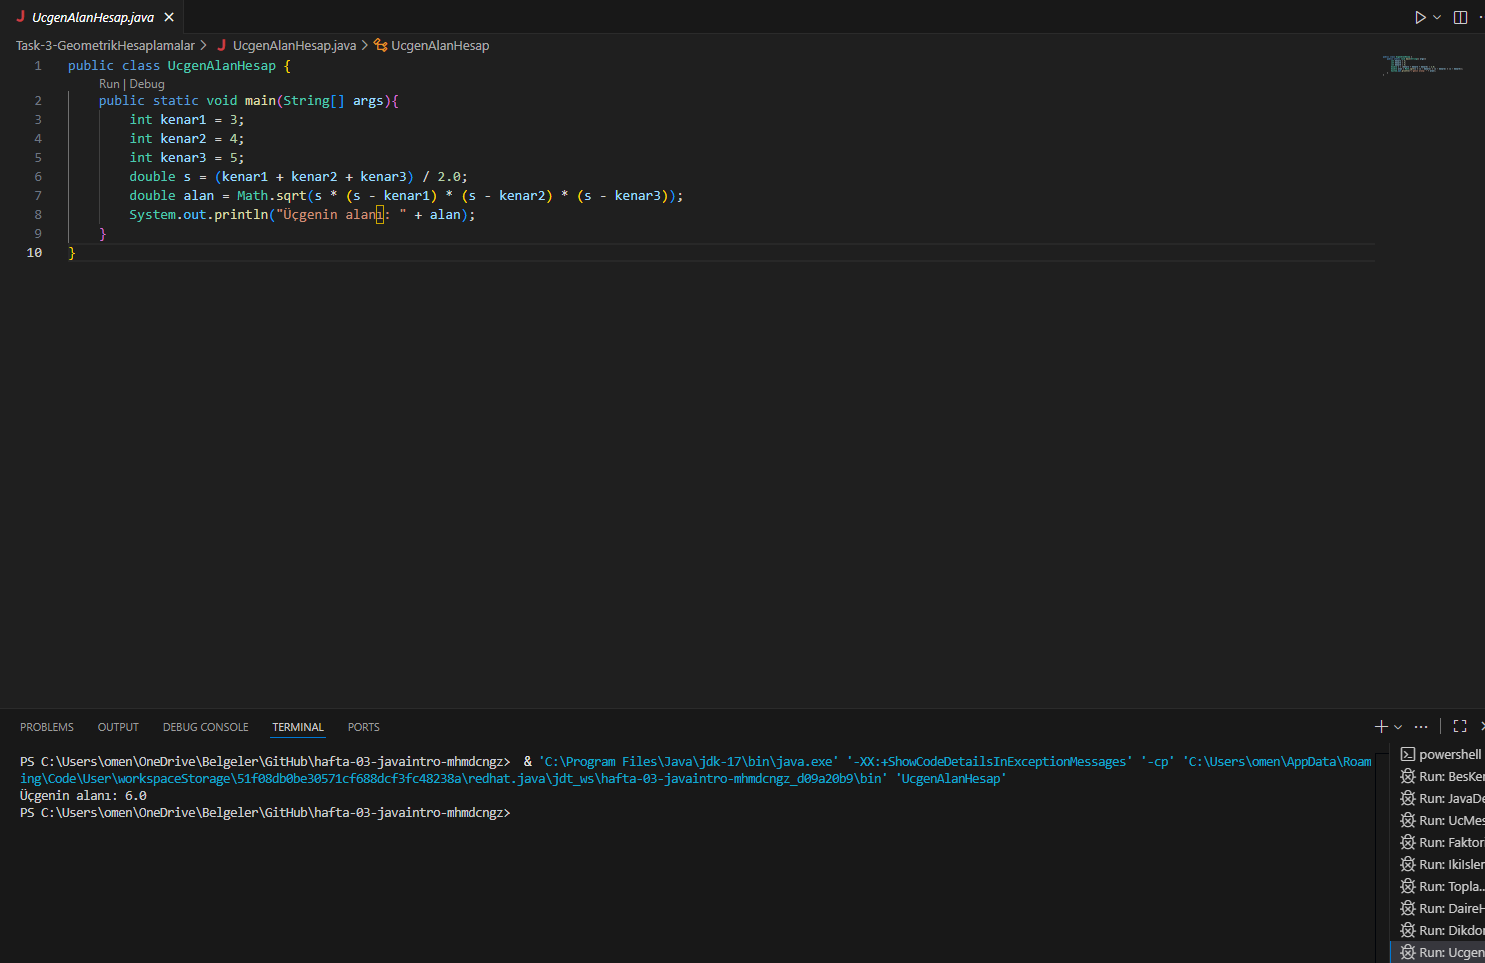 UcgenAlanHesap.java
Task-3-GeometrikHesaplamalar > UcgenAlanHesap.java > UcgenAlanHesap
1 public class UcgenAlanHesap {
Run | Debug
2 public static void main(String[] args){
3 int kenar1 = 3;
4 int kenar2 = 4;
5 int kenar3 = 5;
6 double s = (kenar1 + kenar2 + kenar3) / 2.0;
7 double alan = Math.sqrt(s * (s - kenar1) * (s - kenar2) * (s - kenar3));
8 System.out.println("Üçgenin alanı: " + alan);
9 }
10 }
PROBLEMS OUTPUT DEBUG CONSOLE TERMINAL PORTS
PS C:\Users\omen\OneDrive\Belgeler\GitHub\hafta-03-javaintro-mhmdcngz> & 'C:\Program Files\Java\jdk-17\bin\java.exe' '-XX:+ShowCodeDetailsInExceptionMessages' '-cp' 'C:\Users\omen\AppData\Roam
ing\Code\User\workspaceStorage\51f08db0be30571cf688dcf3fc48238a\redhat.java\jdt_ws\hafta-03-javaintro-mhmdcngz_d09a20b9\bin' 'UcgenAlanHesap'
Üçgenin alanı: 6.0
PS C:\Users\omen\OneDrive\Belgeler\GitHub\hafta-03-javaintro-mhmdcngz>
powershell
Run: BesKe
Run: JavaDe
Run: UcMes
Run: Faktor
Run: IkiIsle
Run: Topla...
Run: DaireH
Run: Dikdo
Run: Ucgen